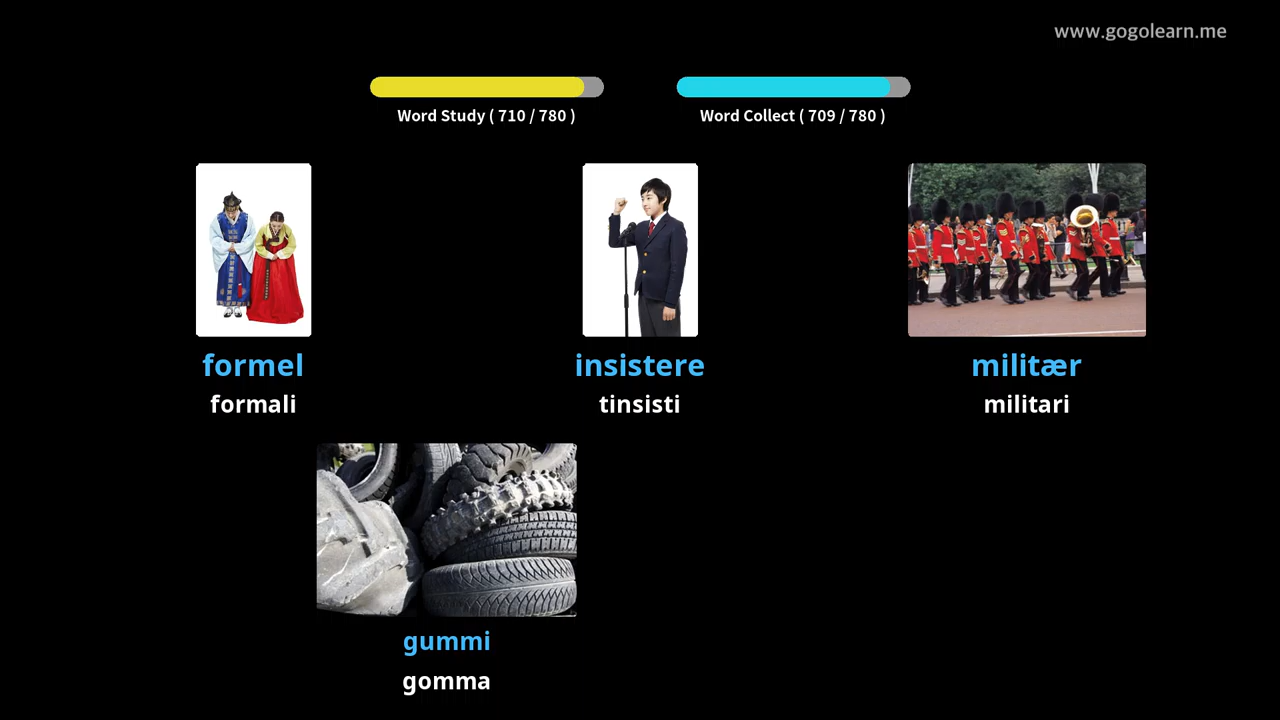 www.gogolearn.me
Word Study ( 710 / 780 )
Word Collect ( 709 / 780 )
formel
formali
insistere
tinsisti
militær
militari
gummi
gomma